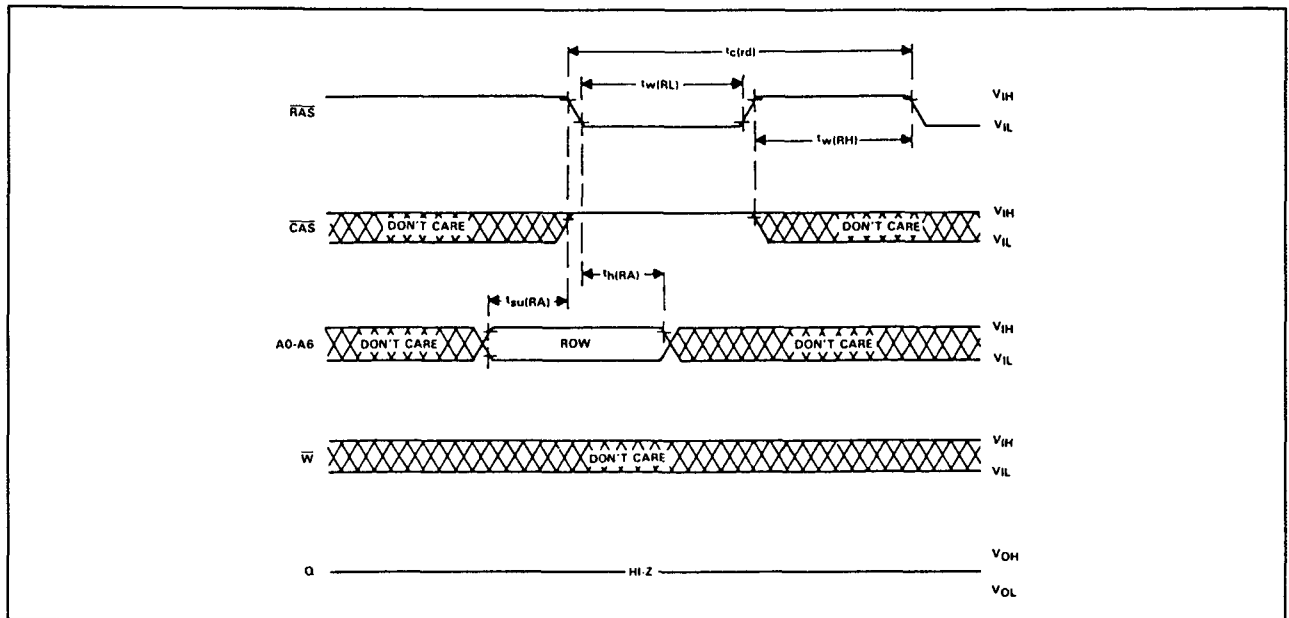 tc(rd)
tw(RL)
RAS
VIH
VIL
tw(RH)
CAS
DON'T CARE
DON'T CARE
VIH
VIL
th(RA)
tsu(RA)
A0-A6
DON'T CARE
ROW
DON'T CARE
VIH
VIL
W
DON'T CARE
VIH
VIL
Q
HI-Z
VOH
VOL